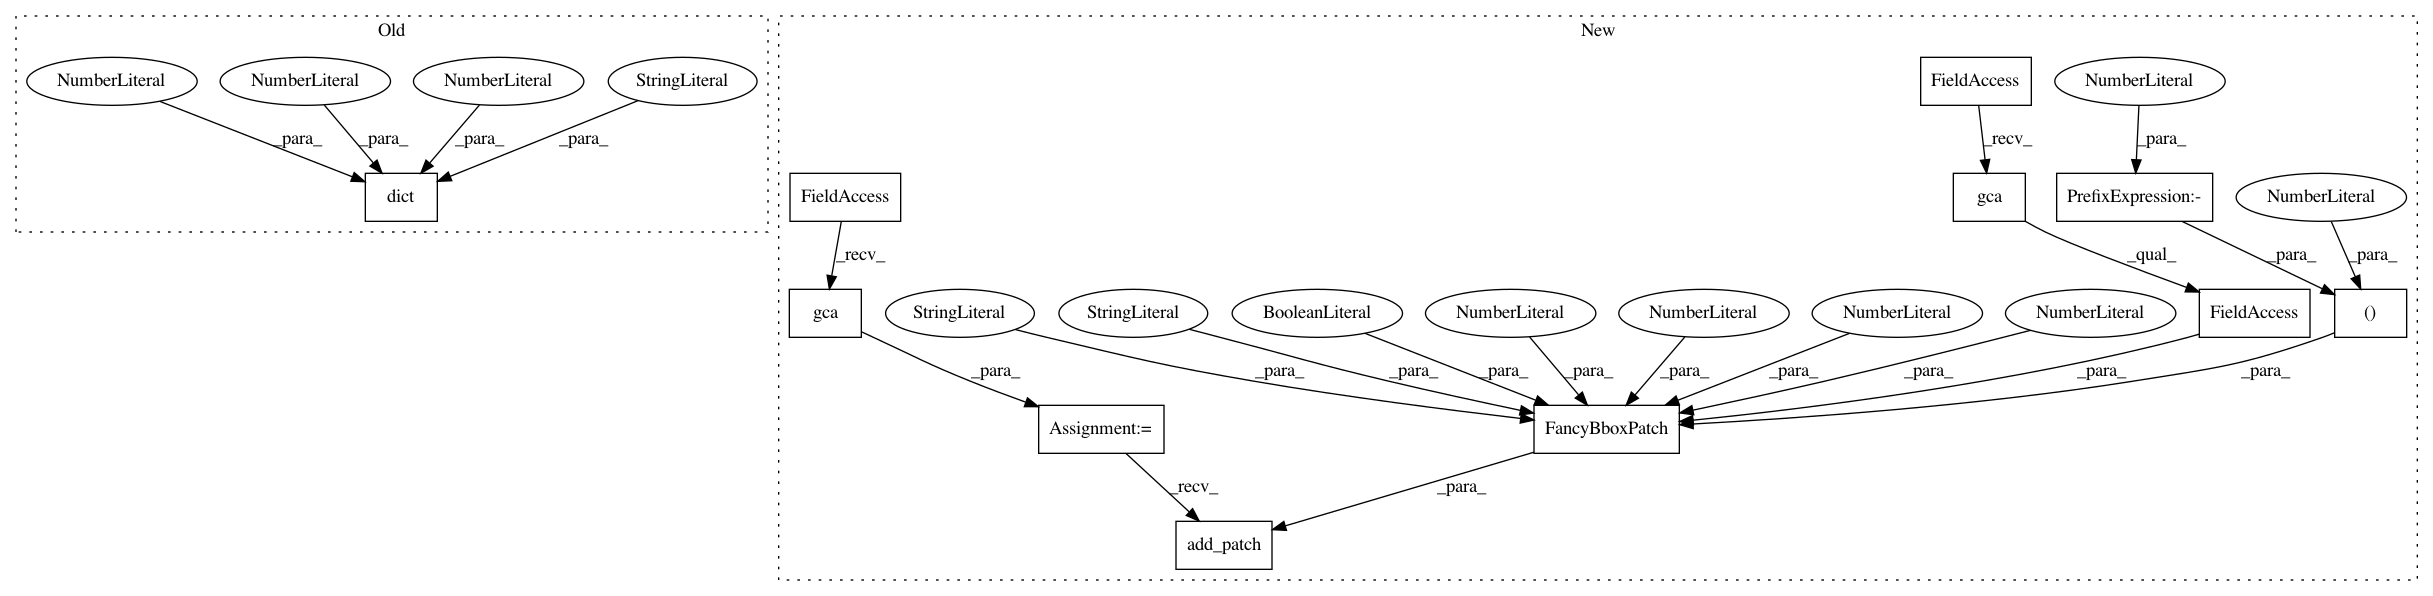 Old
New
NumberLiteral
NumberLiteral
NumberLiteral
StringLiteral
FieldAccess
NumberLiteral
_para_
_para_
_para_
_para_
_recv_
_para_
dict
FieldAccess
gca
PrefixExpression:-
NumberLiteral
_recv_
_qual_
_para_
_para_
gca
StringLiteral
StringLiteral
BooleanLiteral
NumberLiteral
NumberLiteral
NumberLiteral
NumberLiteral
FieldAccess
()
_para_
_para_
_para_
_para_
_para_
_para_
_para_
_para_
_para_
_para_
Assignment:=
FancyBboxPatch
_recv_
_para_
add_patch